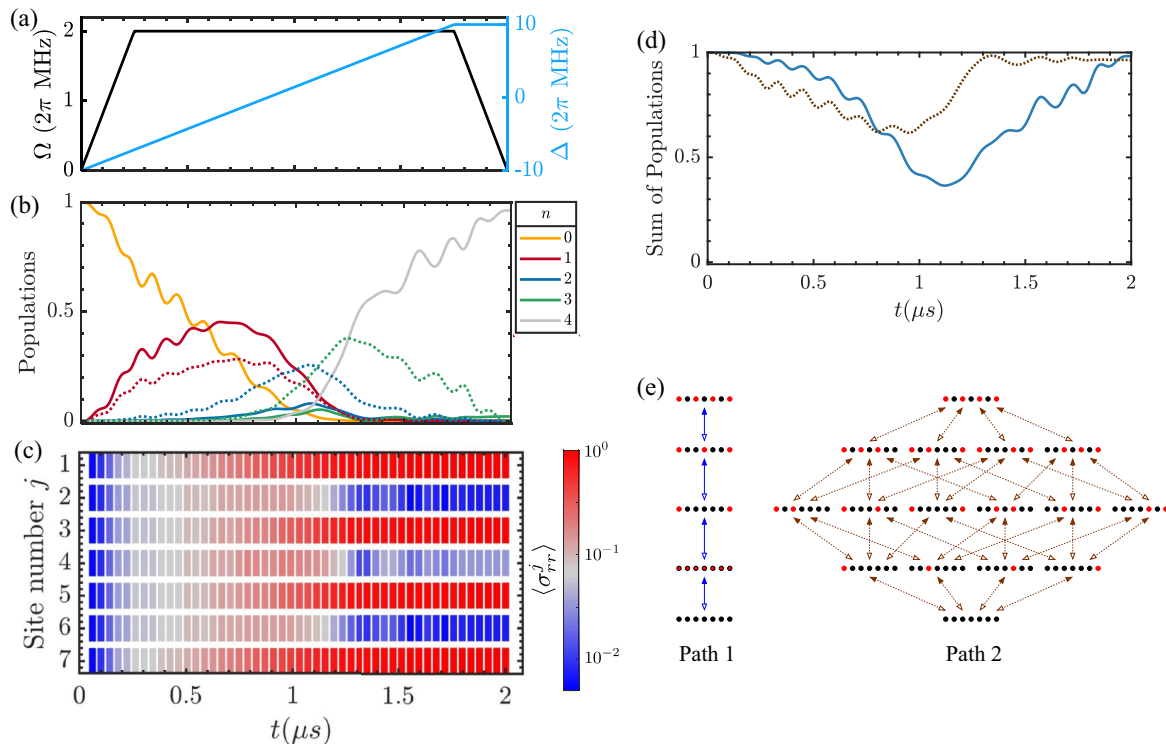 (a)
2
1
0
Ω (2π MHz)
10
0
-10
Δ (2π MHz)
(b)
1
0.5
0
Populations
n
0
1
2
3
4
(c)
1
2
3
4
5
6
7
Site number j
0
0.5
1
1.5
2
t(μs)
10^0
10^{-1}
10^{-2}
⟨σ_{rr}^{j}⟩
(d)
1
0.5
0
Sum of Populations
0
0.5
1
1.5
2
t(μs)
(e)
Path 1
Path 2